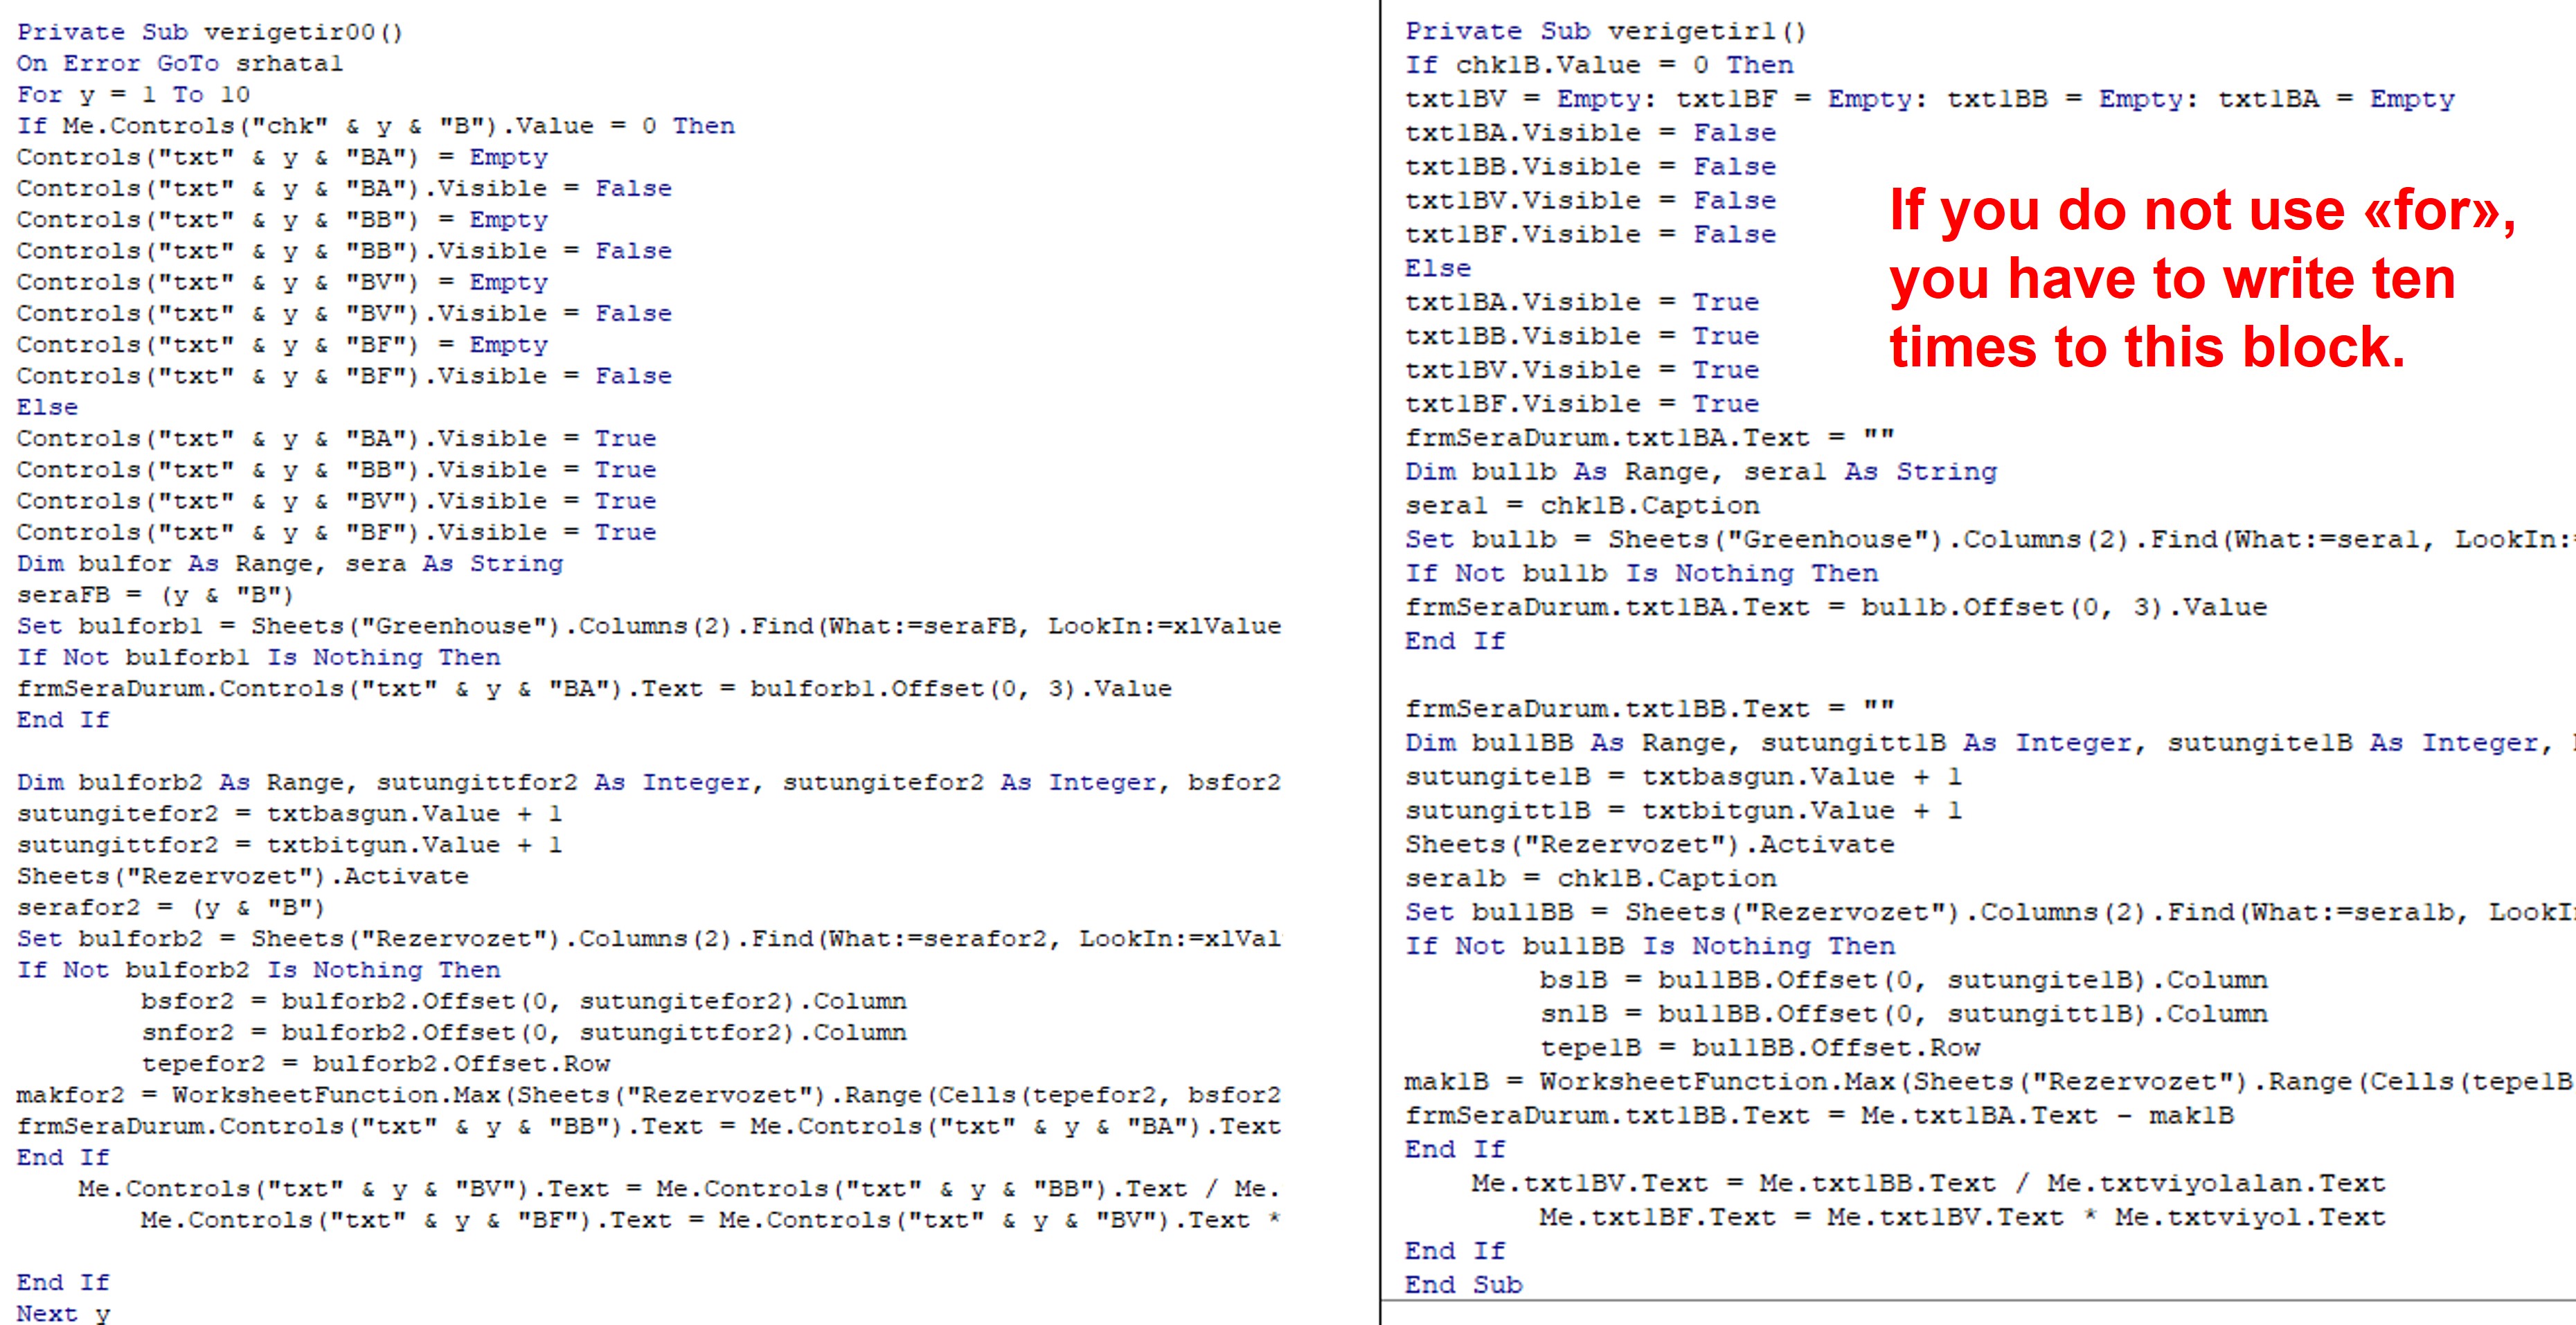 Private Sub verigetir00()
On Error GoTo srhata1
For y = 1 To 10
If Me.Controls("chk" & y & "B").Value = 0 Then
Controls("txt" & y & "BA") = Empty
Controls("txt" & y & "BA").Visible = False
Controls("txt" & y & "BB") = Empty
Controls("txt" & y & "BB").Visible = False
Controls("txt" & y & "BV") = Empty
Controls("txt" & y & "BV").Visible = False
Controls("txt" & y & "BF") = Empty
Controls("txt" & y & "BF").Visible = False
Else
Controls("txt" & y & "BA").Visible = True
Controls("txt" & y & "BB").Visible = True
Controls("txt" & y & "BV").Visible = True
Controls("txt" & y & "BF").Visible = True
Dim bulfor As Range, sera As String
seraFB = (y & "B")
Set bulforb1 = Sheets("Greenhouse").Columns(2).Find(What:=seraFB, LookIn:=xlValue
If Not bulforb1 Is Nothing Then
frmSeraDurum.Controls("txt" & y & "BA").Text = bulforb1.Offset(0, 3).Value
End If
Dim bulforb2 As Range, sutungittfor2 As Integer, sutungitefor2 As Integer, bsfor2
sutungitefor2 = txtbasgun.Value + 1
sutungittfor2 = txtbitgun.Value + 1
Sheets("Rezervozet").Activate
serafor2 = (y & "B")
Set bulforb2 = Sheets("Rezervozet").Columns(2).Find(What:=serafor2, LookIn:=xlVal
If Not bulforb2 Is Nothing Then
bsfor2 = bulforb2.Offset(0, sutungitefor2).Column
snfor2 = bulforb2.Offset(0, sutungittfor2).Column
tepefor2 = bulforb2.Offset.Row
makfor2 = WorksheetFunction.Max(Sheets("Rezervozet").Range(Cells(tepefor2, bsfor2
frmSeraDurum.Controls("txt" & y & "BB").Text = Me.Controls("txt" & y & "BA").Text
End If
Me.Controls("txt" & y & "BV").Text = Me.Controls("txt" & y & "BB").Text / Me.
Me.Controls("txt" & y & "BF").Text = Me.Controls("txt" & y & "BV").Text *
End If
Next y
Private Sub verigetir1()
If chk1B.Value = 0 Then
txt1BV = Empty: txt1BF = Empty: txt1BB = Empty: txt1BA = Empty
txt1BA.Visible = False
txt1BB.Visible = False
txt1BV.Visible = False
txt1BF.Visible = False
Else
txt1BA.Visible = True
txt1BB.Visible = True
txt1BV.Visible = True
txt1BF.Visible = True
frmSeraDurum.txt1BA.Text = ""
Dim bul1b As Range, sera1 As String
sera1 = chk1B.Caption
Set bul1b = Sheets("Greenhouse").Columns(2).Find(What:=sera1, LookIn:
If Not bul1b Is Nothing Then
frmSeraDurum.txt1BA.Text = bul1b.Offset(0, 3).Value
End If
frmSeraDurum.txt1BB.Text = ""
Dim bul1BB As Range, sutungitt1B As Integer, sutungite1B As Integer,
sutungite1B = txtbasgun.Value + 1
sutungitt1B = txtbitgun.Value + 1
Sheets("Rezervozet").Activate
sera1b = chk1B.Caption
Set bul1BB = Sheets("Rezervozet").Columns(2).Find(What:=sera1b, LookI
If Not bul1BB Is Nothing Then
bs1B = bul1BB.Offset(0, sutungite1B).Column
sn1B = bul1BB.Offset(0, sutungitt1B).Column
tepe1B = bul1BB.Offset.Row
mak1B = WorksheetFunction.Max(Sheets("Rezervozet").Range(Cells(tepe1B
frmSeraDurum.txt1BB.Text = Me.txt1BA.Text - mak1B
End If
Me.txt1BV.Text = Me.txt1BB.Text / Me.txtviyolalan.Text
Me.txt1BF.Text = Me.txt1BV.Text * Me.txtviyol.Text
End If
End Sub
If you do not use «for»,
you have to write ten
times to this block.